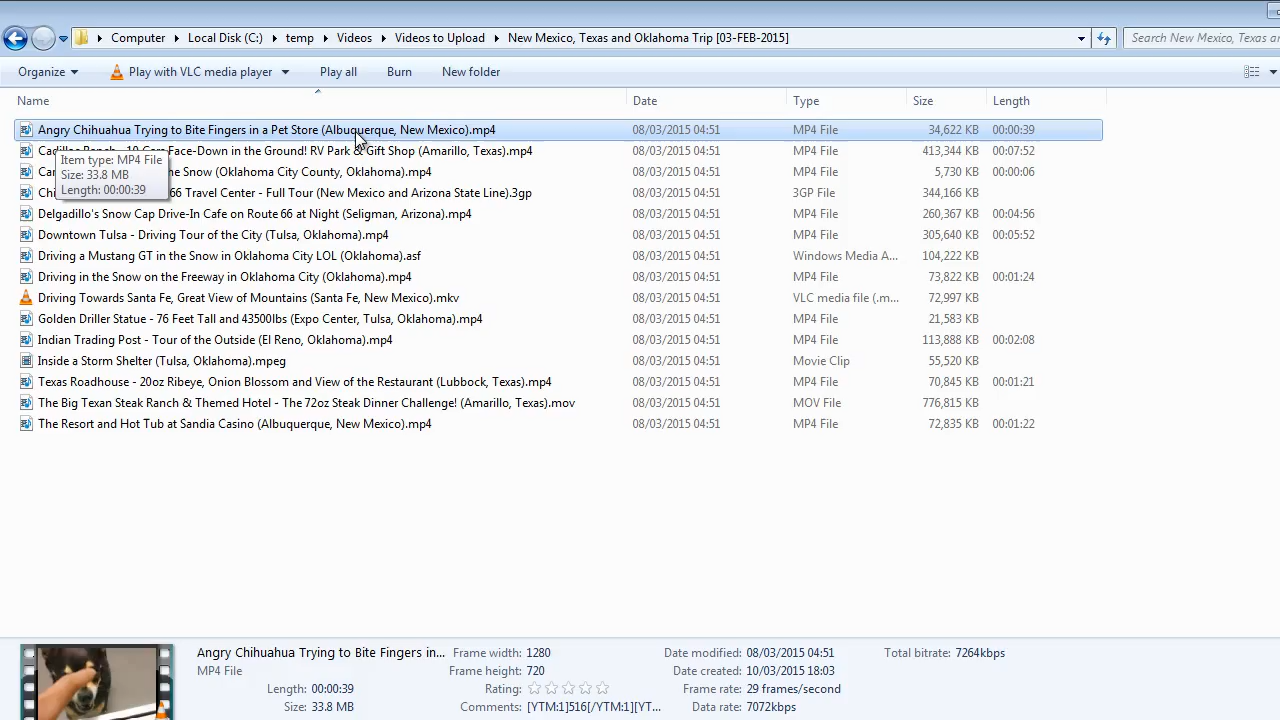 Computer Local Disk (C:) temp Videos Videos to Upload New Mexico, Texas and Oklahoma Trip [03-FEB-2015] Search New Mexico, Texas an
Organize Play with VLC media player Play all Burn New folder
Name Date Type Size Length
Angry Chihuahua Trying to Bite Fingers in a Pet Store (Albuquerque, New Mexico).mp4 08/03/2015 04:51 MP4 File 34,622 KB 00:00:39
Face-Down in the Ground! RV Park & Gift Shop (Amarillo, Texas).mp4 08/03/2015 04:51 MP4 File 413,344 KB 00:07:52
Item type: MP4 File
Size: 33.8 MB
Length: 00:00:39
the Snow (Oklahoma City County, Oklahoma).mp4 08/03/2015 04:51 MP4 File 5,730 KB 00:00:06
66 Travel Center - Full Tour (New Mexico and Arizona State Line).3gp 08/03/2015 04:51 3GP File 344,166 KB
Delgadillo's Snow Cap Drive-In Cafe on Route 66 at Night (Seligman, Arizona).mp4 08/03/2015 04:51 MP4 File 260,367 KB 00:04:56
Downtown Tulsa - Driving Tour of the City (Tulsa, Oklahoma).mp4 08/03/2015 04:51 MP4 File 305,640 KB 00:05:52
Driving a Mustang GT in the Snow in Oklahoma City LOL (Oklahoma).asf 08/03/2015 04:51 Windows Media A... 104,222 KB
Driving in the Snow on the Freeway in Oklahoma City (Oklahoma).mp4 08/03/2015 04:51 MP4 File 73,822 KB 00:01:24
Driving Towards Santa Fe, Great View of Mountains (Santa Fe, New Mexico).mkv 08/03/2015 04:51 VLC media file (.m... 72,997 KB
Golden Driller Statue - 76 Feet Tall and 43500lbs (Expo Center, Tulsa, Oklahoma).mp4 08/03/2015 04:51 MP4 File 21,583 KB
Indian Trading Post - Tour of the Outside (El Reno, Oklahoma).mp4 08/03/2015 04:51 MP4 File 113,888 KB 00:02:08
Inside a Storm Shelter (Tulsa, Oklahoma).mpeg 08/03/2015 04:51 Movie Clip 55,520 KB
Texas Roadhouse - 20oz Ribeye, Onion Blossom and View of the Restaurant (Lubbock, Texas).mp4 08/03/2015 04:51 MP4 File 70,845 KB 00:01:21
The Big Texan Steak Ranch & Themed Hotel - The 72oz Steak Dinner Challenge! (Amarillo, Texas).mov 08/03/2015 04:51 MOV File 776,815 KB
The Resort and Hot Tub at Sandia Casino (Albuquerque, New Mexico).mp4 08/03/2015 04:51 MP4 File 72,835 KB 00:01:22
Angry Chihuahua Trying to Bite Fingers in... Frame width: 1280 Date modified: 08/03/2015 04:51 Total bitrate: 7264kbps
MP4 File Frame height: 720 Date created: 10/03/2015 18:03
Length: 00:00:39 Rating: Frame rate: 29 frames/second
Size: 33.8 MB Comments: [YTM:1]516[/YTM:1][YT... Data rate: 7072kbps